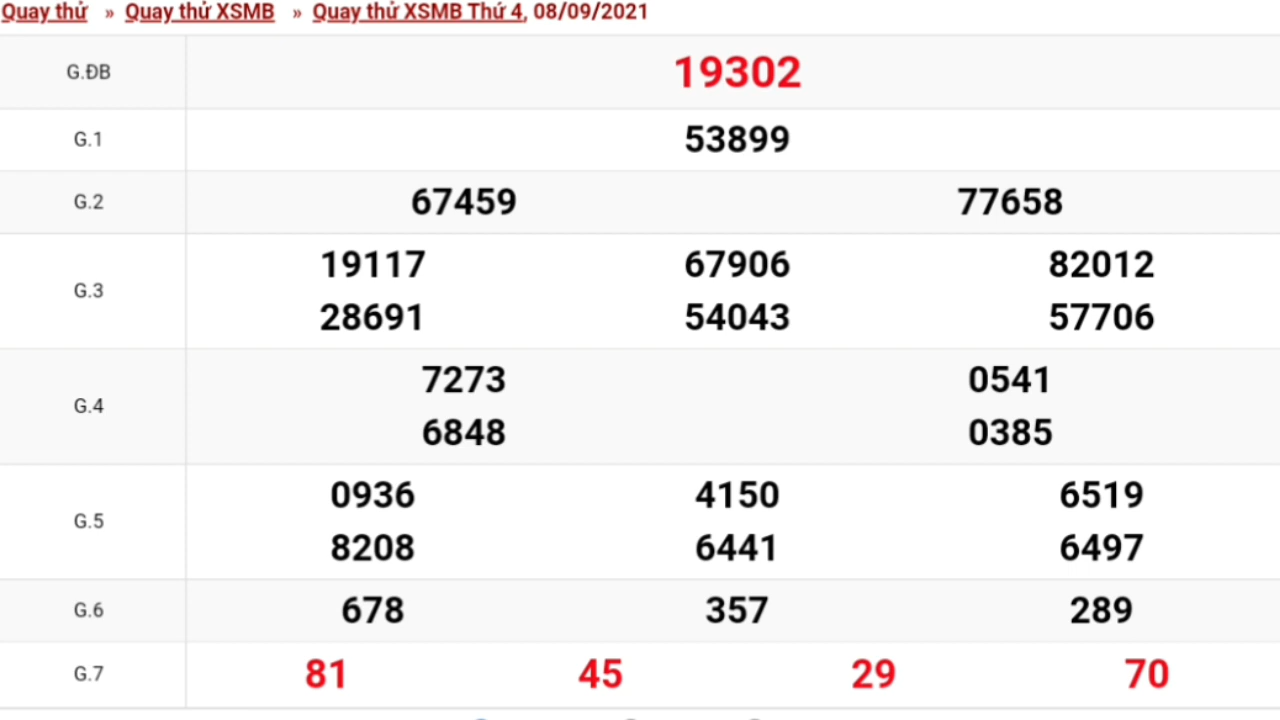 Quay thử » Quay thử XSMB » Quay thử XSMB Thứ 4, 08/09/2021
G.ĐB 19302
G.1 53899
G.2 67459 77658
G.3 19117 67906 82012
28691 54043 57706
G.4 7273 0541
6848 0385
G.5 0936 4150 6519
8208 6441 6497
G.6 678 357 289
G.7 81 45 29 70